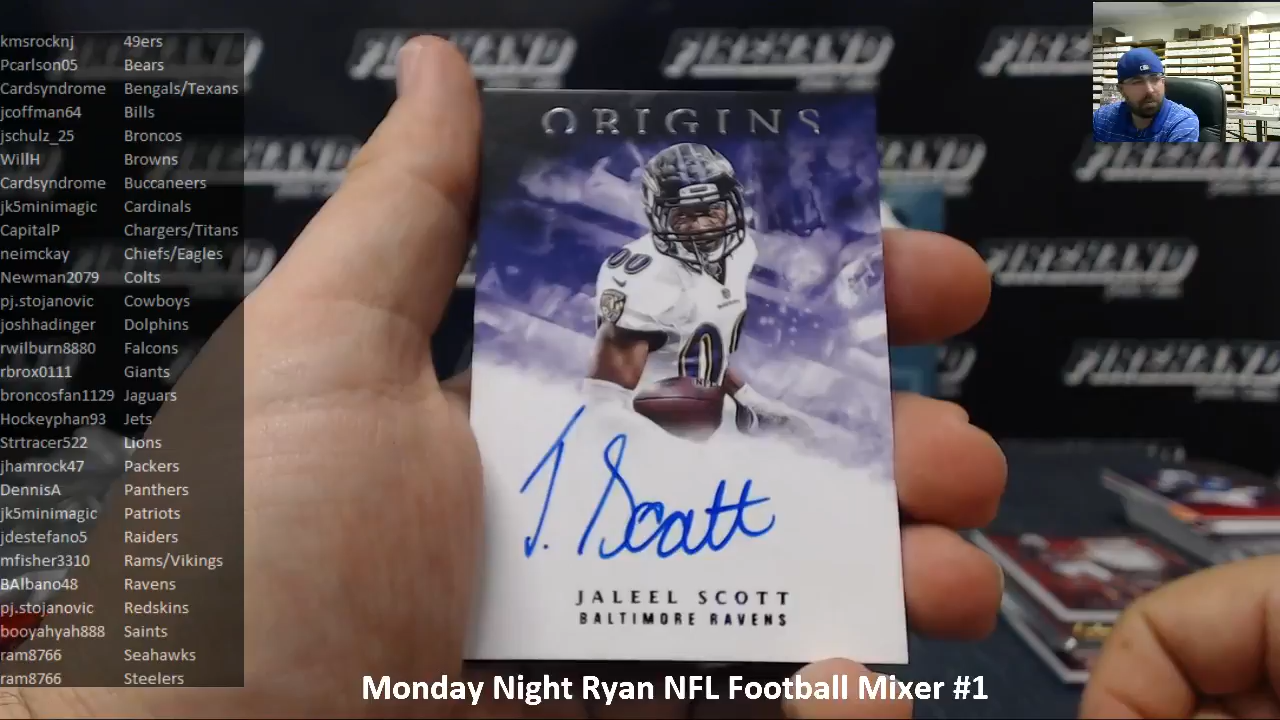 kmsrocknj 49ers
Pcarlson05 Bears
Cardsyndrome Bengals/Texans
jcoffman64 Bills
jschulz_25 Broncos
WillH Browns
Cardsyndrome Buccaneers
jk5minimagic Cardinals
CapitalP Chargers/Titans
neimckay Chiefs/Eagles
Newman2079 Colts
pj.stojanovic Cowboys
joshhadinger Dolphins
rwilburn8880 Falcons
rbrox0111 Giants
broncosfan1129 Jaguars
Hockeyphan93 Jets
Strtracer522 Lions
jhamrock47 Packers
DennisA Panthers
jk5minimagic Patriots
jdestefano5 Raiders
mfisher3310 Rams/Vikings
BAlbano48 Ravens
pj.stojanovic Redskins
booyahyah888 Saints
ram8766 Seahawks
ram8766 Steelers
ORIGINS
00
00
J. Scott
JALEEL SCOTT
BALTIMORE RAVENS
Monday Night Ryan NFL Football Mixer #1